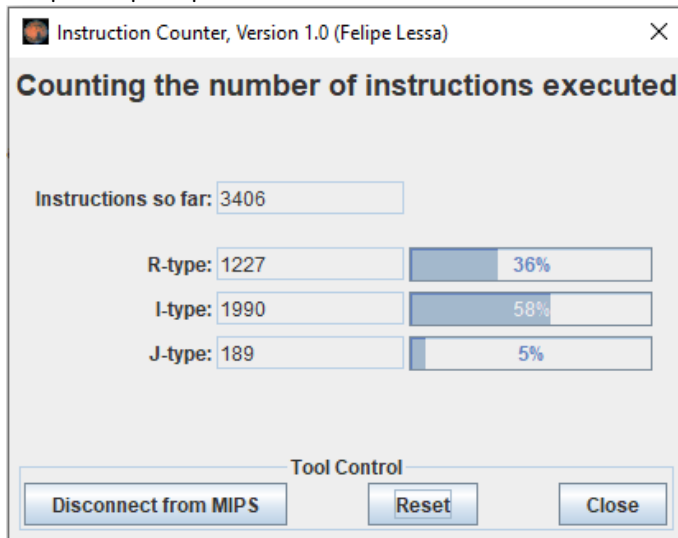 Instruction Counter, Version 1.0 (Felipe Lessa)
Counting the number of instructions executed
Instructions so far: 3406
R-type: 1227 36%
I-type: 1990 58%
J-type: 189 5%
Tool Control
Disconnect from MIPS Reset Close